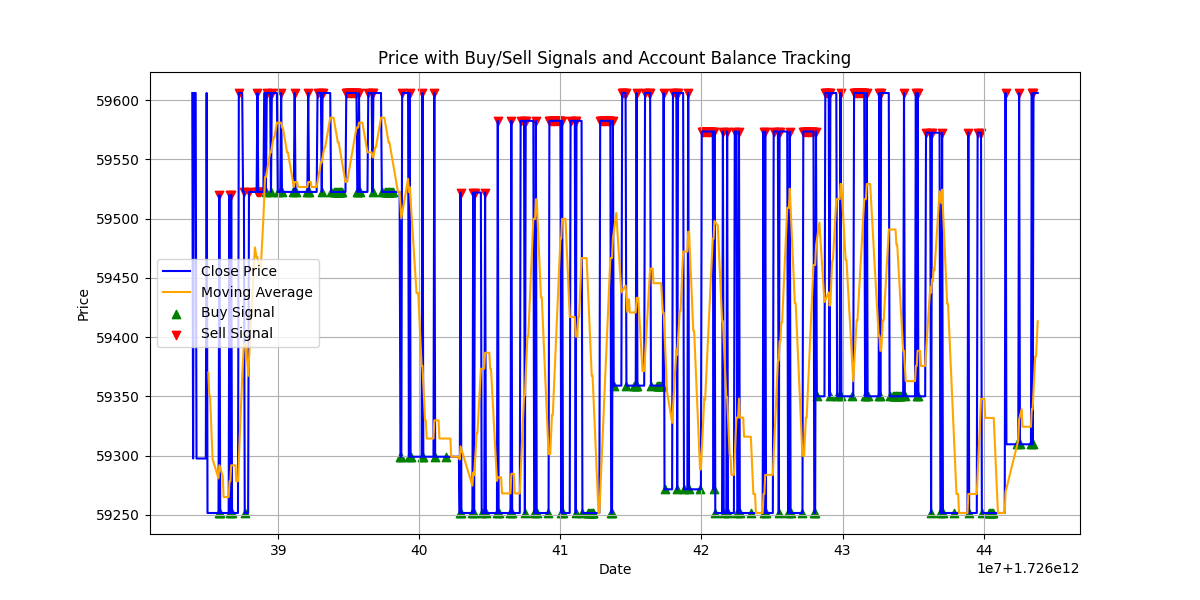 Price with Buy/Sell Signals and Account Balance Tracking
59600
59550
59500
59450
59400
59350
59300
59250
Price
Close Price
Moving Average
Buy Signal
Sell Signal
39 40 41 42 43 44
Date
1e7+1.726e12